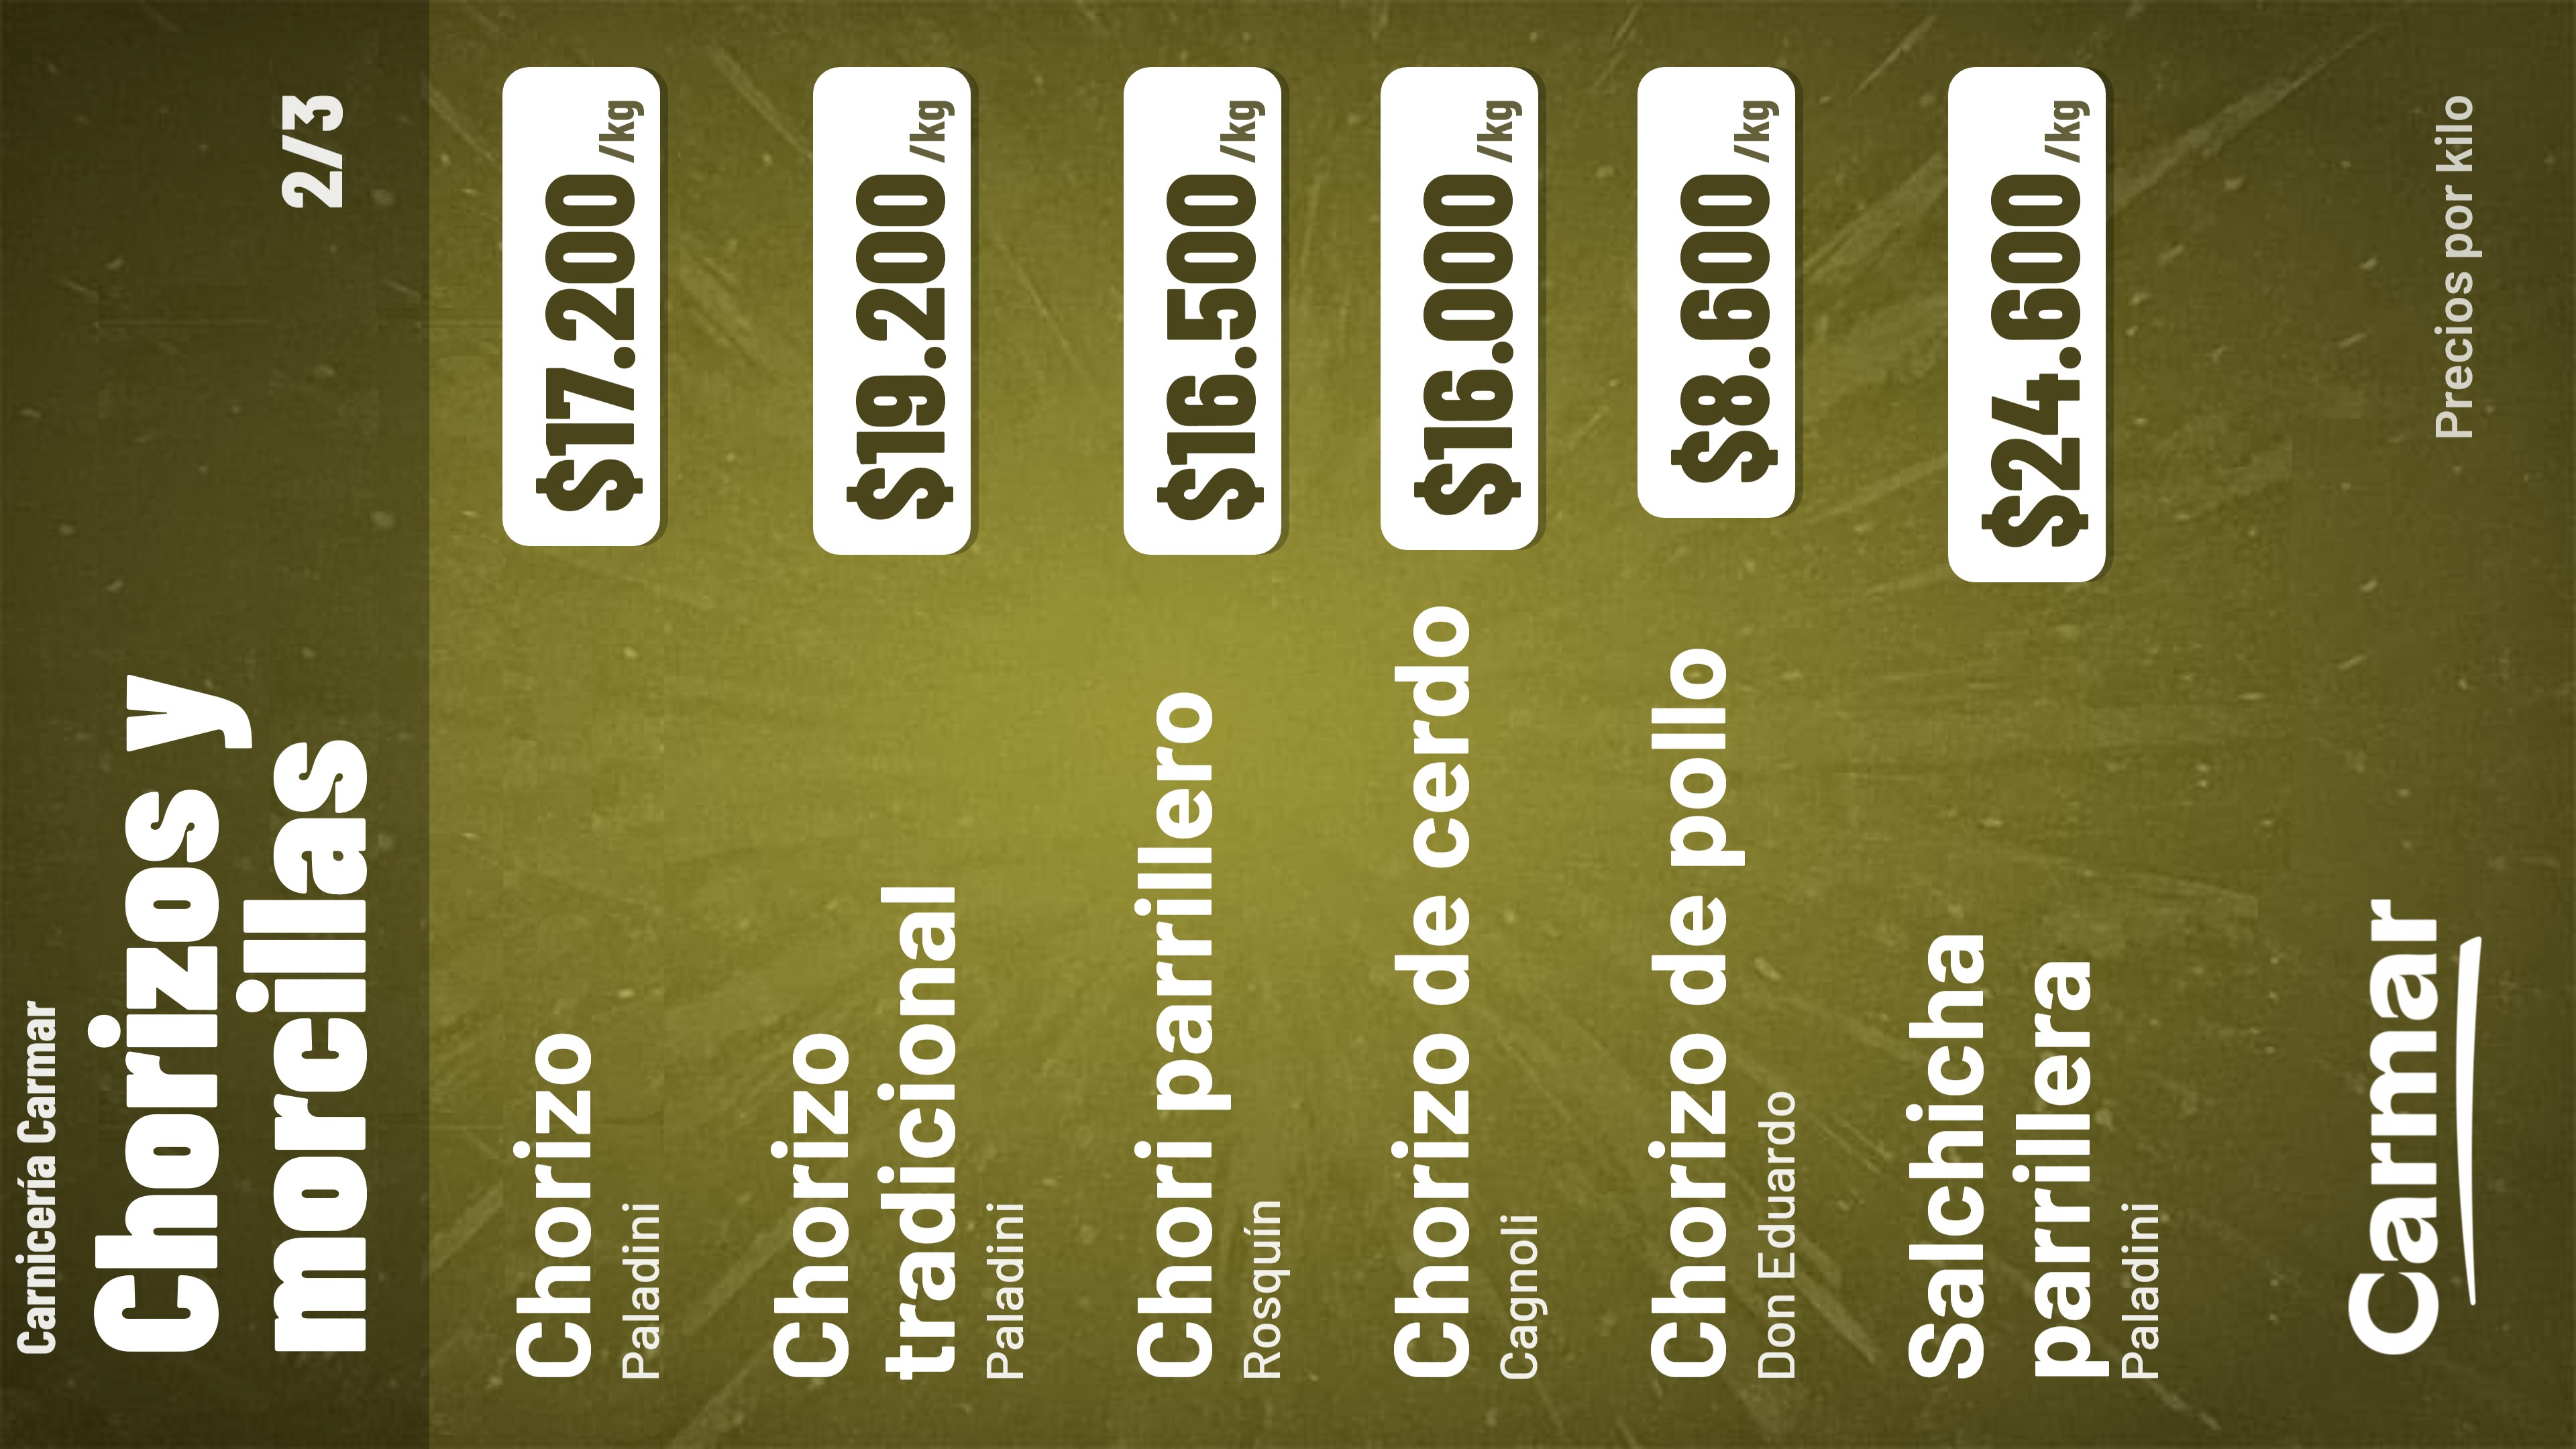 Carnicería Carmar
Chorizos y
morcillas
2/3
Chorizo
Paladini
$17.200/kg
Chorizo
tradicional
Paladini
$19.200/kg
Chori parrillero
Rosquín
$16.500/kg
Chorizo de cerdo
Cagnoli
$16.000/kg
Chorizo de pollo
Don Eduardo
$8.600/kg
Salchicha
parrillera
Paladini
$24.600/kg
Carmar
Precios por kilo